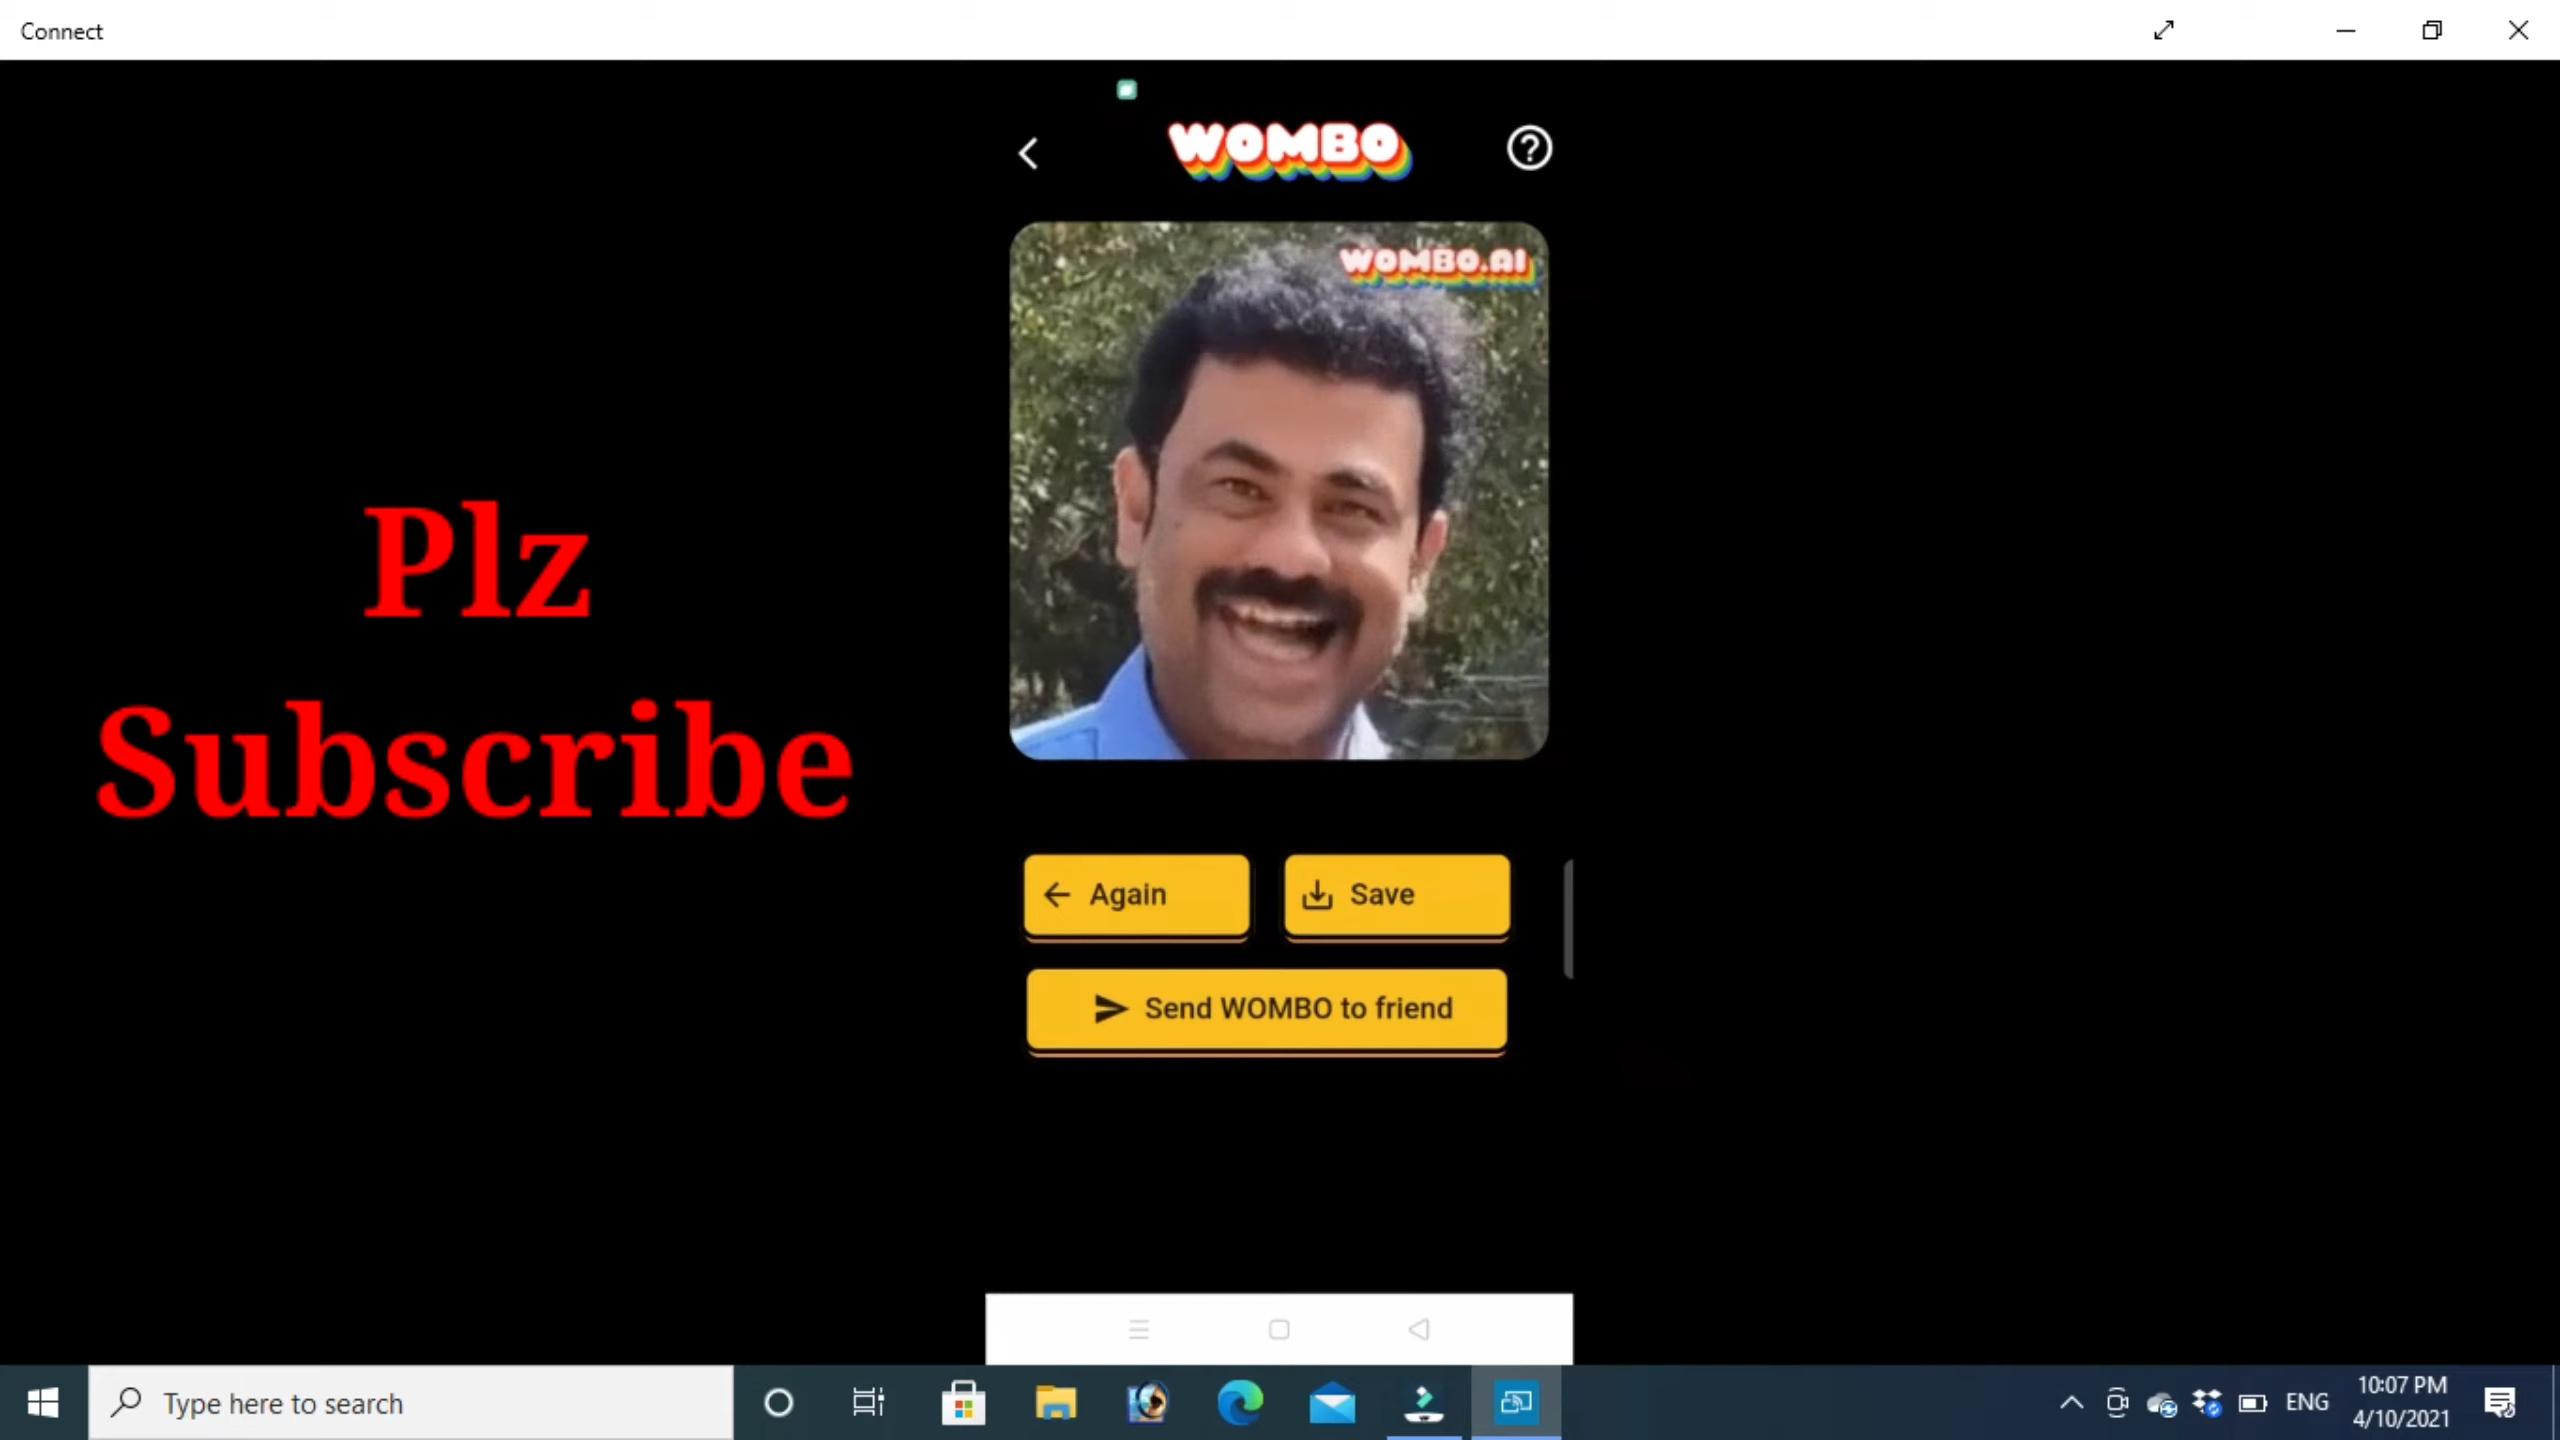 Connect
WOMBO
WOMBO.AI
Plz
Subscribe
Again
Save
Send WOMBO to friend
Type here to search
ENG
10:07 PM
4/10/2021